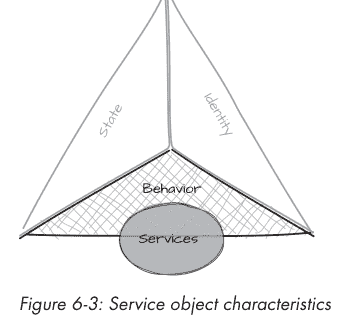 State
Identity
Behavior
Services
Figure 6-3: Service object characteristics